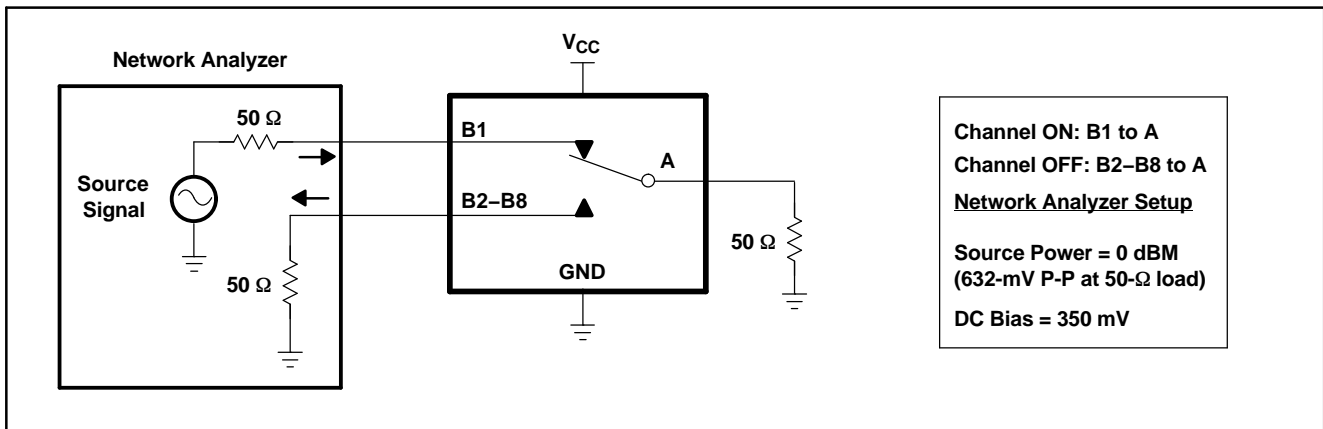 Network Analyzer
50 Ω
Source
Signal
50 Ω
VCC
B1
A
B2–B8
GND
50 Ω
Channel ON: B1 to A
Channel OFF: B2–B8 to A
Network Analyzer Setup
Source Power = 0 dBM
(632-mV P-P at 50-Ω load)
DC Bias = 350 mV